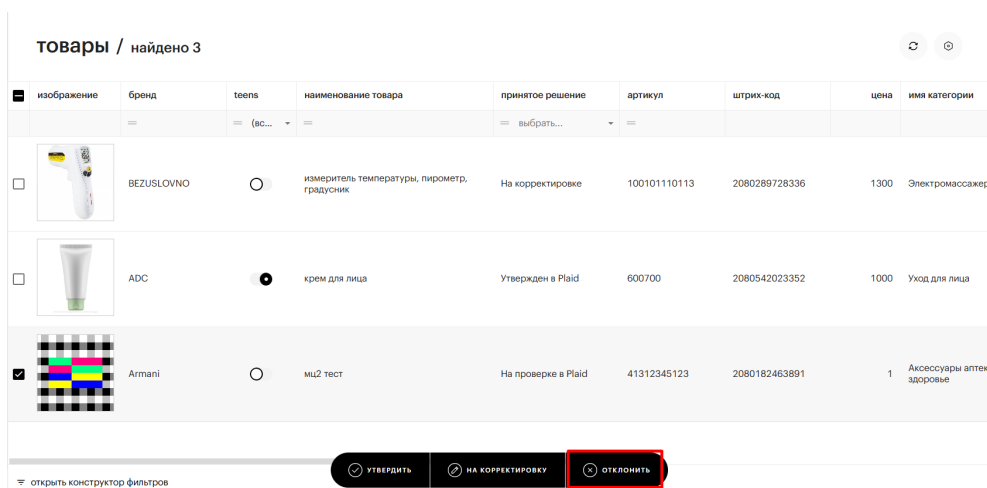 товары / найдено 3
изображение бренд teens наименование товара принятое решение артикул штрих-код цена имя категории
= = (вс... = = выбрать... =
BEZUSLOVNO измеритель температуры, пирометр, градусник На корректировке 100101110113 2080289728336 1300 Электромассажер
ADC крем для лица Утвержден в Plaid 600700 2080542023352 1000 Уход для лица
Armani мц2 тест На проверке в Plaid 41312345123 2080182463891 1 Аксессуары аптек
здоровье
УТВЕРДИТЬ НА КОРРЕКТИРОВКУ ОТКЛОНИТЬ
открыть конструктор фильтров